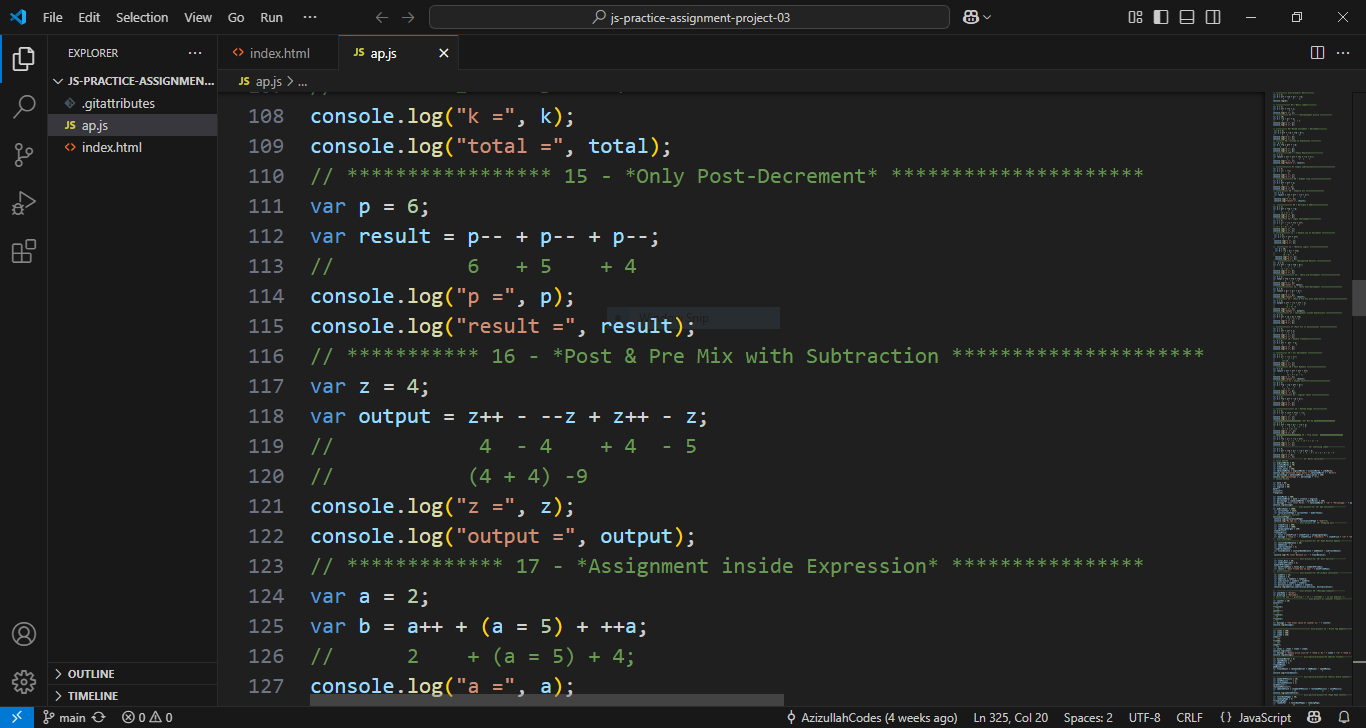 File Edit Selection View Go Run ··· js-practice-assignment-project-03
EXPLORER ···
JS-PRACTICE-ASSIGNMEN...
.gitattributes
JS ap.js
index.html
OUTLINE
TIMELINE
index.html JS ap.js
JS ap.js > ...
108 console.log("k =", k);
109 console.log("total =", total);
110 // ***************** 15 - *Only Post-Decrement* *********************
111 var p = 6;
112 var result = p-- + p-- + p--;
113 //           6   + 5    + 4
114 console.log("p =", p);
115 console.log("result =", result);
116 // *********** 16 - *Post & Pre Mix with Subtraction *********************
117 var z = 4;
118 var output = z++ - --z + z++ - z;
119 //            4  - 4    + 4  - 5
120 //           (4 + 4) -9
121 console.log("z =", z);
122 console.log("output =", output);
123 // ************* 17 - *Assignment inside Expression* ****************
124 var a = 2;
125 var b = a++ + (a = 5) + ++a;
126 //      2    + (a = 5) + 4;
127 console.log("a =", a);
main 0 0 AzizullahCodes (4 weeks ago) Ln 325, Col 20 Spaces: 2 UTF-8 CRLF {} JavaScript